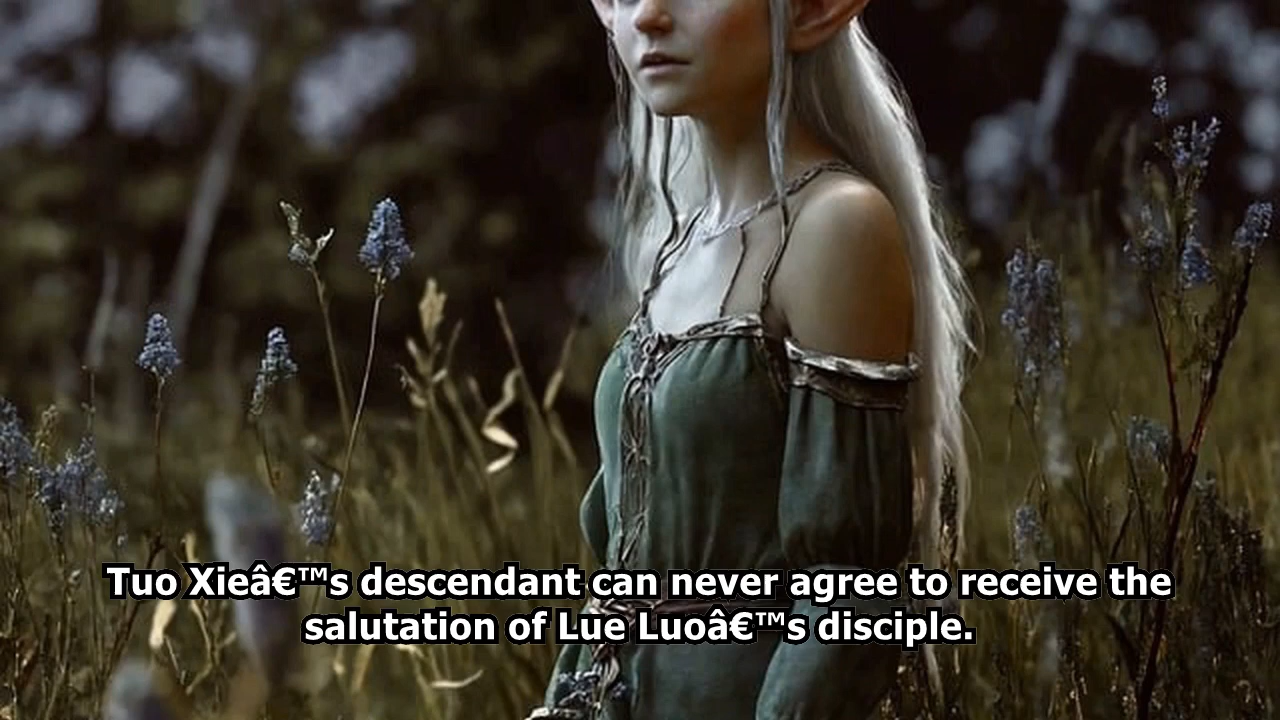 Tuo Xieâ€™s descendant can never agree to receive the
salutation of Lue Luoâ€™s disciple.